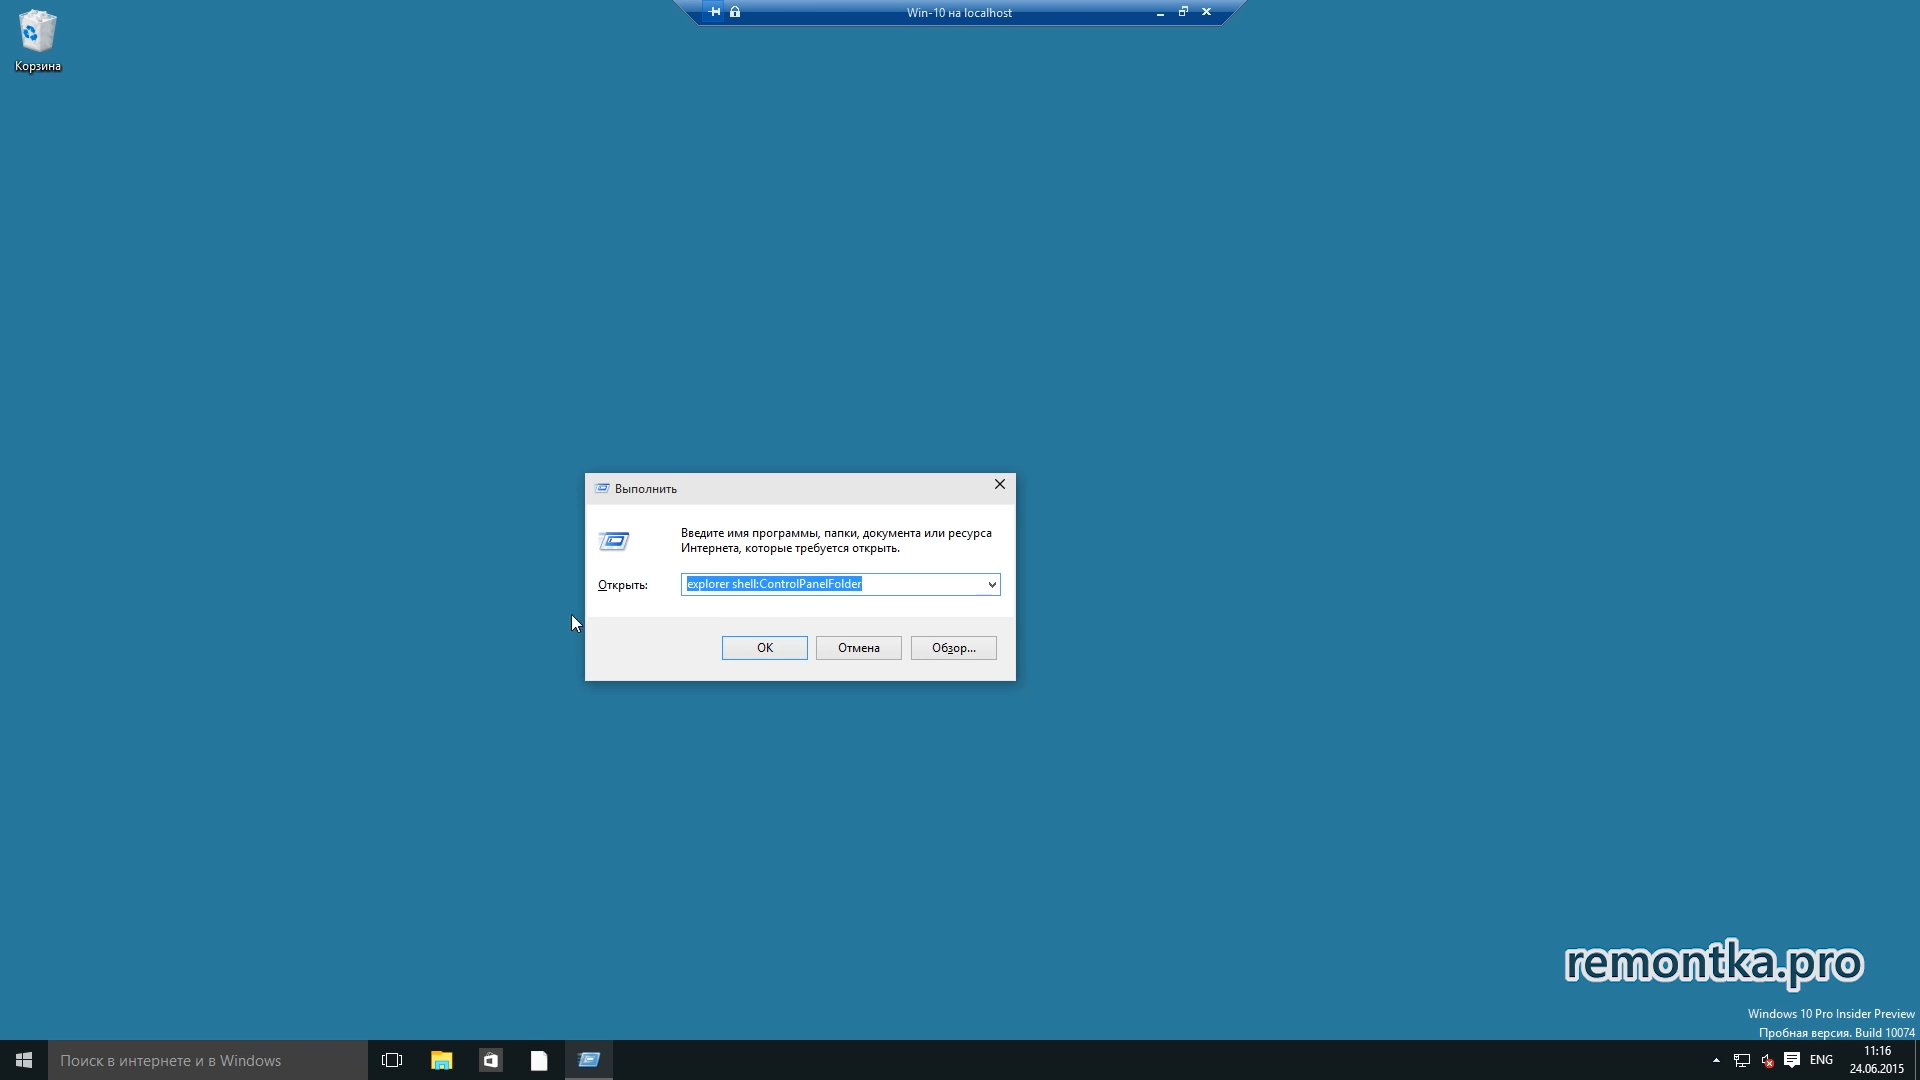 Win-10 на localhost
Корзина
Выполнить
Введите имя программы, папки, документа или ресурса
Интернета, которые требуется открыть.
Открыть:
explorer shell:ControlPanelFolder
OK
Отмена
Обзор...
remontka.pro
Windows 10 Pro Insider Preview
Пробная версия. Build 10074
Поиск в интернете и в Windows
ENG
11:16
24.06.2015